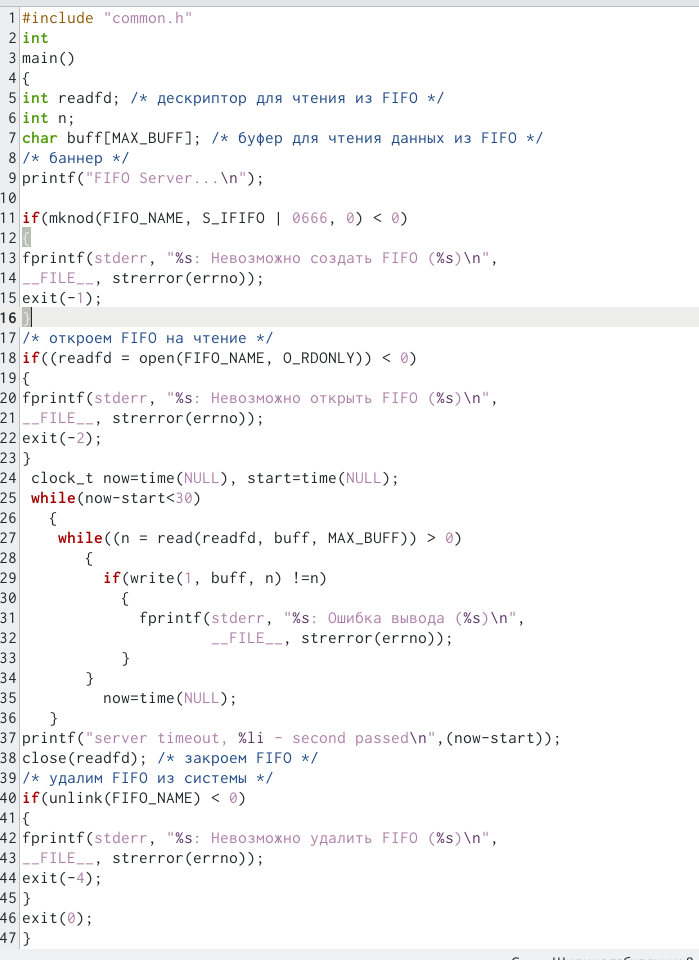 1 #include "common.h"
2 int
3 main()
4 {
5 int readfd; /* дескриптор для чтения из FIFO */
6 int n;
7 char buff[MAX_BUFF]; /* буфер для чтения данных из FIFO */
8 /* баннер */
9 printf("FIFO Server...\n");
10
11 if(mknod(FIFO_NAME, S_IFIFO | 0666, 0) < 0)
12 {
13 fprintf(stderr, "%s: Невозможно создать FIFO (%s)\n",
14 __FILE__, strerror(errno));
15 exit(-1);
16 }
17 /* откроем FIFO на чтение */
18 if((readfd = open(FIFO_NAME, O_RDONLY)) < 0)
19 {
20 fprintf(stderr, "%s: Невозможно открыть FIFO (%s)\n",
21 __FILE__, strerror(errno));
22 exit(-2);
23 }
24 clock_t now=time(NULL), start=time(NULL);
25 while(now-start<30)
26 {
27 while((n = read(readfd, buff, MAX_BUFF)) > 0)
28 {
29 if(write(1, buff, n) !=n)
30 {
31 fprintf(stderr, "%s: Ошибка вывода (%s)\n",
32 __FILE__, strerror(errno));
33 }
34 }
35 now=time(NULL);
36 }
37 printf("server timeout, %li - second passed\n",(now-start));
38 close(readfd); /* закроем FIFO */
39 /* удалим FIFO из системы */
40 if(unlink(FIFO_NAME) < 0)
41 {
42 fprintf(stderr, "%s: Невозможно удалить FIFO (%s)\n",
43 __FILE__, strerror(errno));
44 exit(-4);
45 }
46 exit(0);
47 }